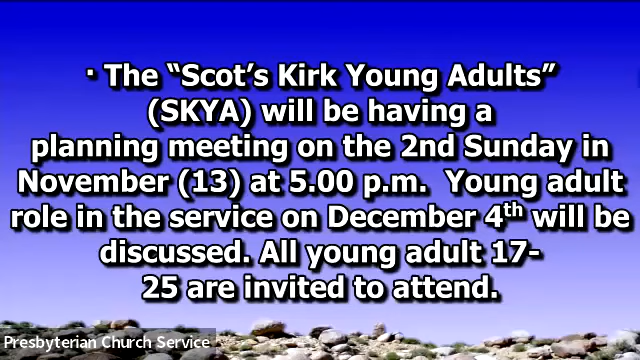 · The “Scot’s Kirk Young Adults”
(SKYA) will be having a
planning meeting on the 2nd Sunday in
November (13) at 5.00 p.m.  Young adult
role in the service on December 4th will be
discussed. All young adult 17-
25 are invited to attend.
Presbyterian Church Service